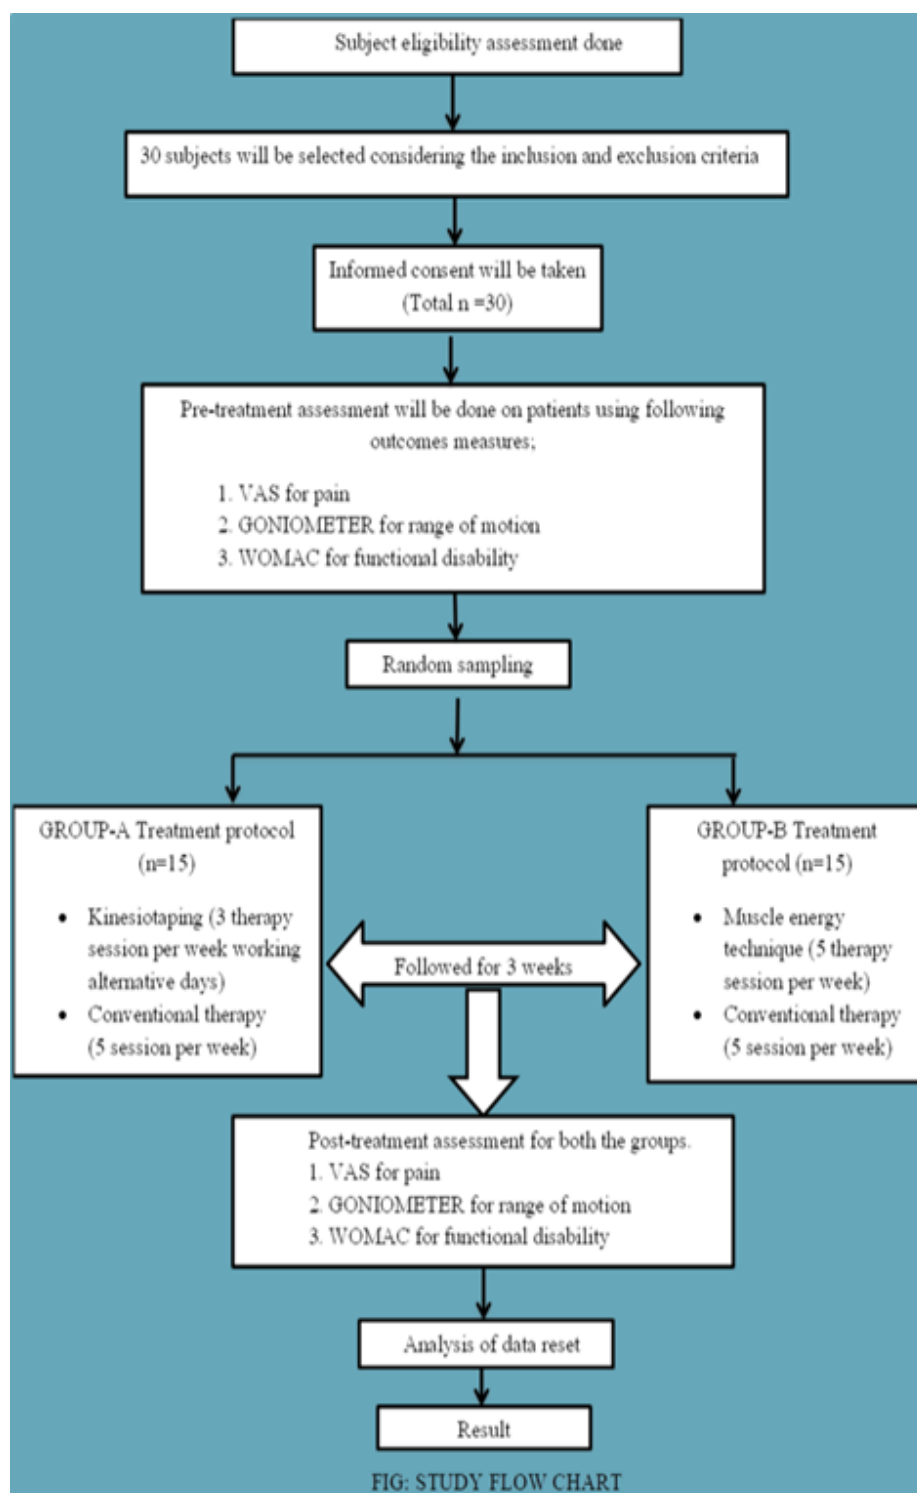 Subject eligibility assessment done
30 subjects will be selected considering the inclusion and exclusion criteria
Informed consent will be taken
(Total n =30)
Pre-treatment assessment will be done on patients using following
outcomes measures;
1. VAS for pain
2. GONIOMETER for range of motion
3. WOMAC for functional disability
Random sampling
GROUP-A Treatment protocol
(n=15)
• Kinesiotaping (3 therapy
session per week working
alternative days)
• Conventional therapy
(5 session per week)
Followed for 3 weeks
GROUP-B Treatment
protocol (n=15)
• Muscle energy
technique (5 therapy
session per week)
• Conventional therapy
(5 session per week)
Post-treatment assessment for both the groups.
1. VAS for pain
2. GONIOMETER for range of motion
3. WOMAC for functional disability
Analysis of data reset
Result
FIG: STUDY FLOW CHART